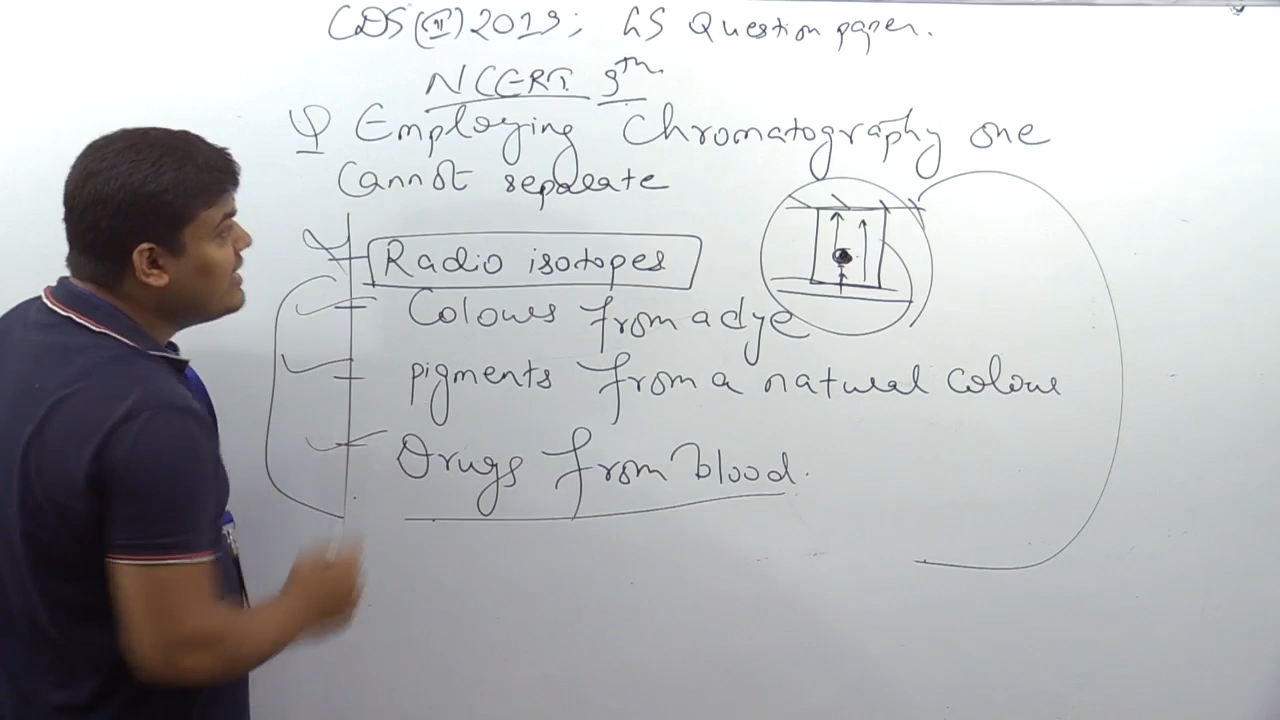 CDS (II) 2019; GS Question paper.
NCERT 9th
Q Employing Chromatography one
Cannot separate
Radio isotopes
Colours from a dye
pigments from a natural colour
Drugs from blood.